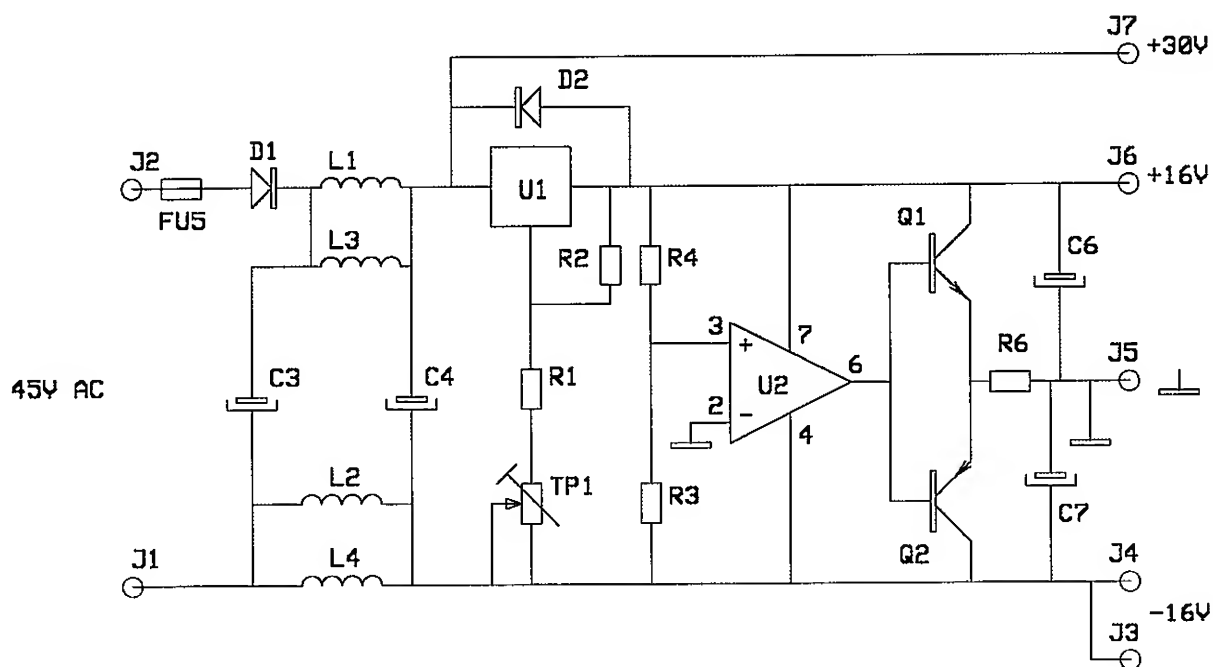 J7
+30V
D2
J2
D1
L1
U1
J6
+16V
FU5
L3
R2
R4
Q1
C6
3
+
7
6
R6
J5
45V AC
C3
C4
R1
U2
2
-
4
L2
TP1
R3
C7
J1
L4
Q2
J4
-16V
J3